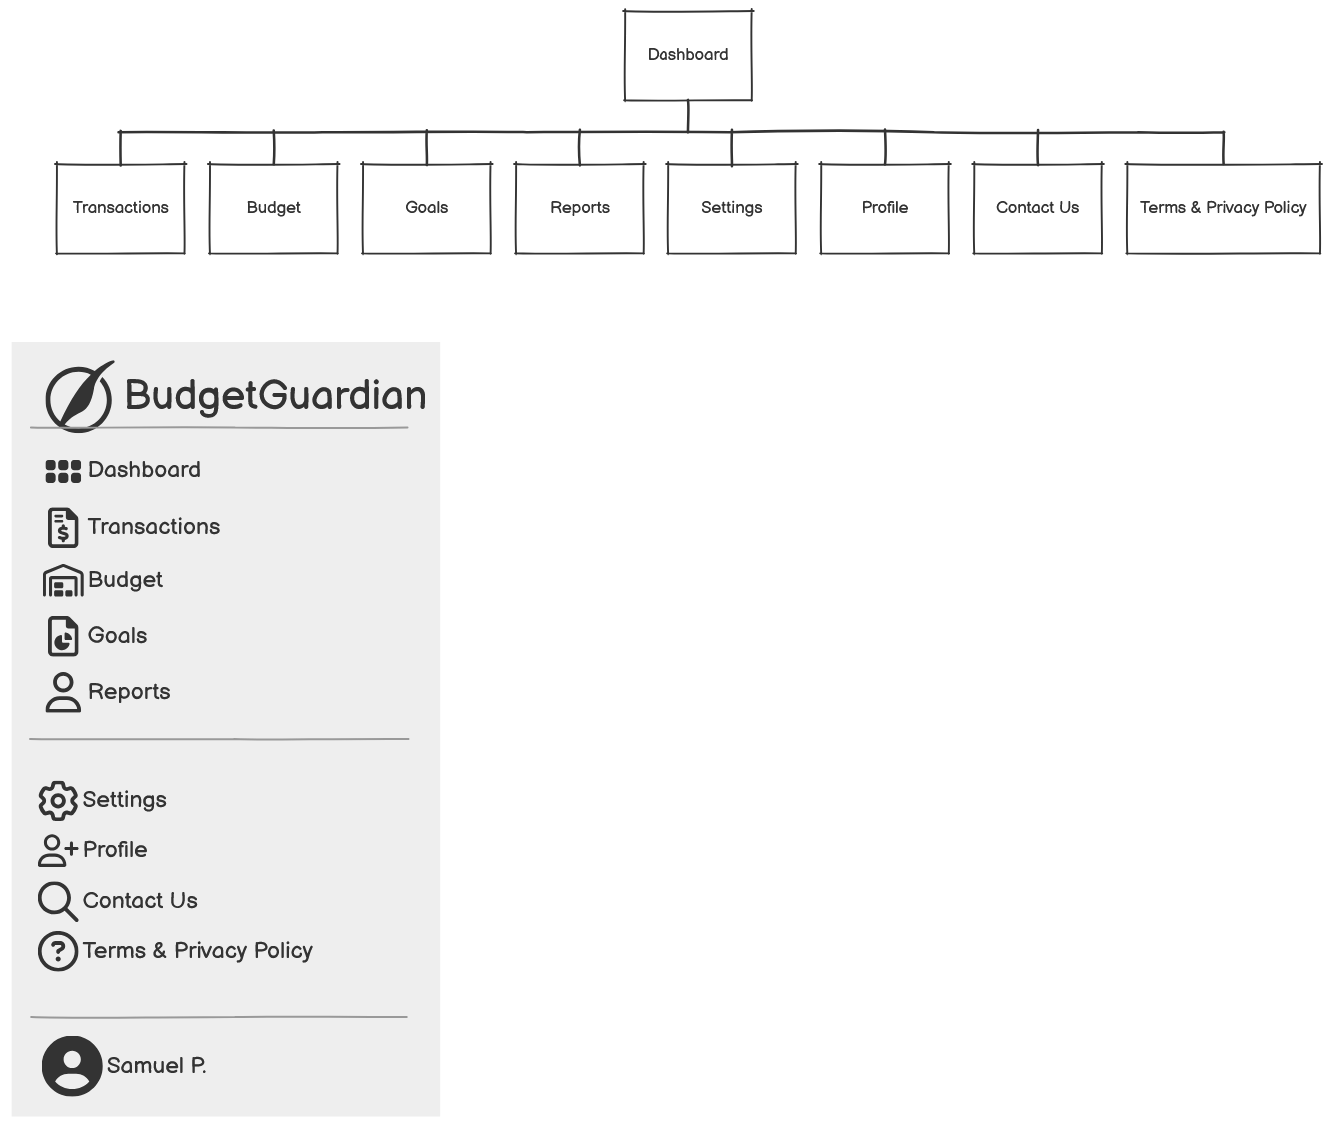 Dashboard
Transactions
Budget
Goals
Reports
Settings
Profile
Contact Us
Terms & Privacy Policy
BudgetGuardian
Dashboard
Transactions
Budget
Goals
Reports
Settings
Profile
Contact Us
Terms & Privacy Policy
Samuel P.